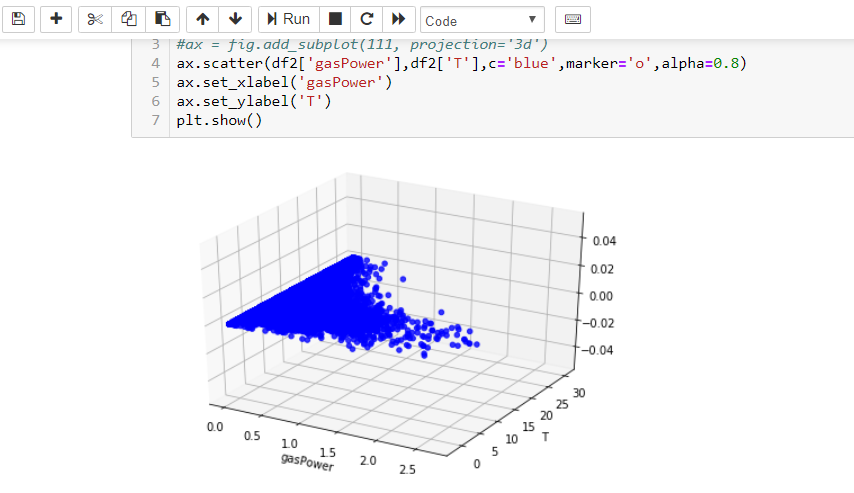 Run
Code
3 #ax = fig.add_subplot(111, projection='3d')
4 ax.scatter(df2['gasPower'],df2['T'],c='blue',marker='o',alpha=0.8)
5 ax.set_xlabel('gasPower')
6 ax.set_ylabel('T')
7 plt.show()
0.04
0.02
0.00
−0.02
−0.04
0.0
0.5
1.0
1.5
2.0
2.5
gasPower
0
5
10
15
20
25
30
T